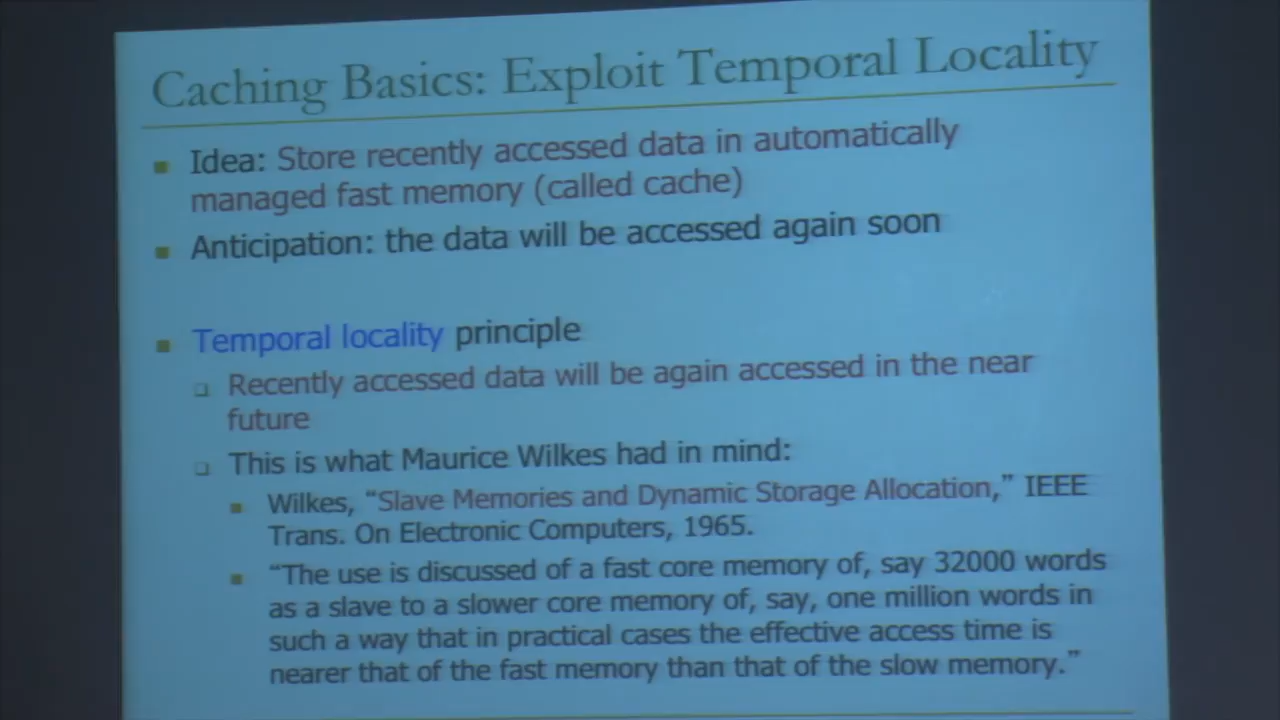 Caching Basics: Exploit Temporal Locality
Idea: Store recently accessed data in automatically
managed fast memory (called cache)
Anticipation: the data will be accessed again soon
Temporal locality principle
Recently accessed data will be again accessed in the near
future
This is what Maurice Wilkes had in mind:
Wilkes, “Slave Memories and Dynamic Storage Allocation,” IEEE
Trans. On Electronic Computers, 1965.
“The use is discussed of a fast core memory of, say 32000 words
as a slave to a slower core memory of, say, one million words in
such a way that in practical cases the effective access time is
nearer that of the fast memory than that of the slow memory.”